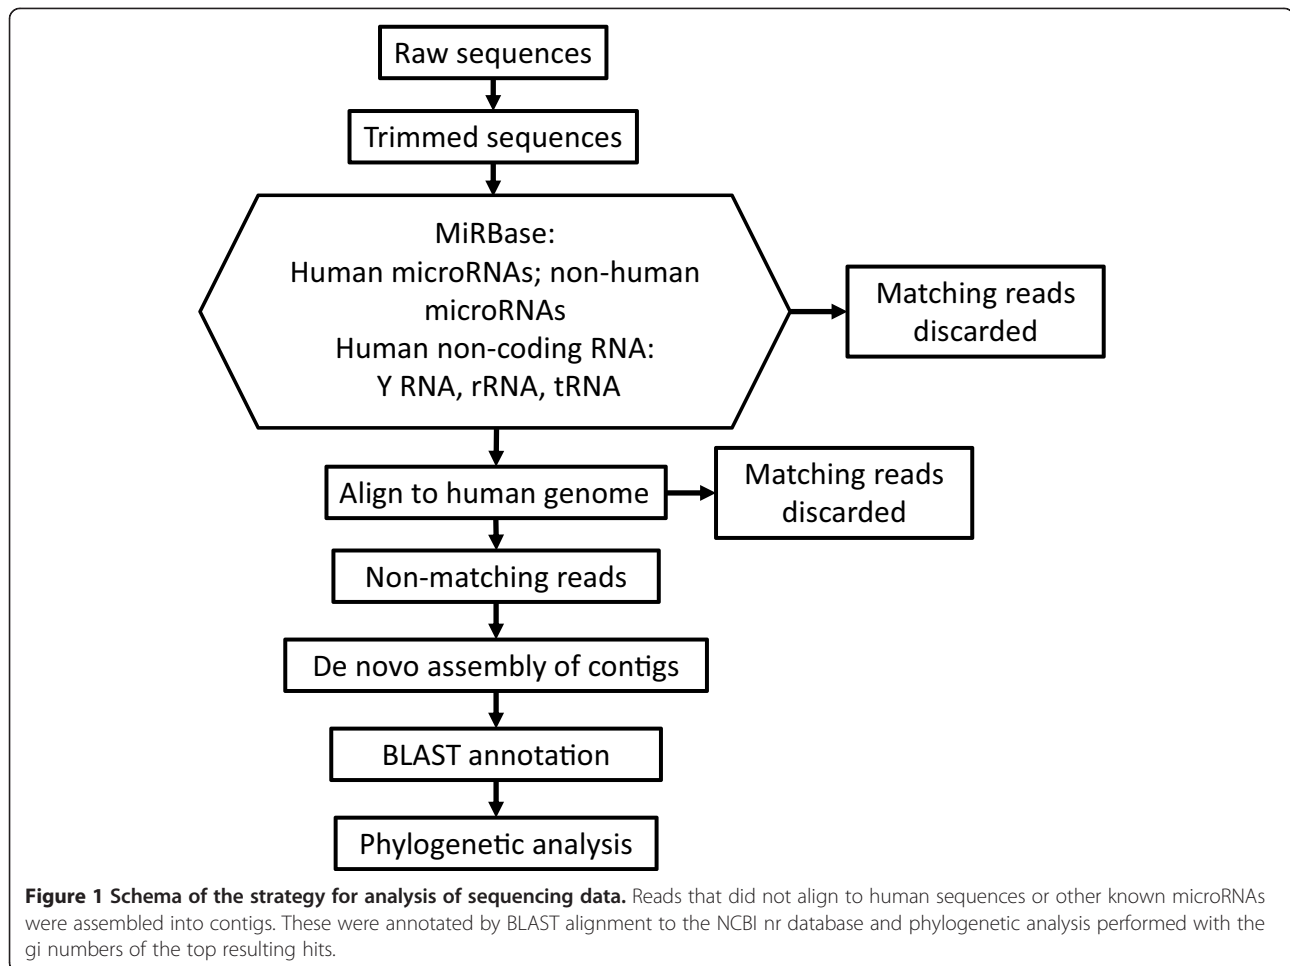 Raw sequences
Trimmed sequences
MiRBase:
Human microRNAs; non-human
microRNAs
Human non-coding RNA:
Y RNA, rRNA, tRNA
Matching reads
discarded
Align to human genome
Matching reads
discarded
Non-matching reads
De novo assembly of contigs
BLAST annotation
Phylogenetic analysis
Figure 1 Schema of the strategy for analysis of sequencing data. Reads that did not align to human sequences or other known microRNAs
were assembled into contigs. These were annotated by BLAST alignment to the NCBI nr database and phylogenetic analysis performed with the
gi numbers of the top resulting hits.